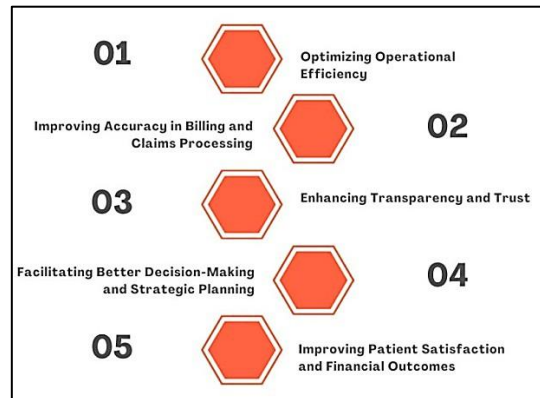 01
Optimizing Operational
Efficiency
Improving Accuracy in Billing and
Claims Processing
02
03
Enhancing Transparency and Trust
Facilitating Better Decision-Making
and Strategic Planning
04
05
Improving Patient Satisfaction
and Financial Outcomes